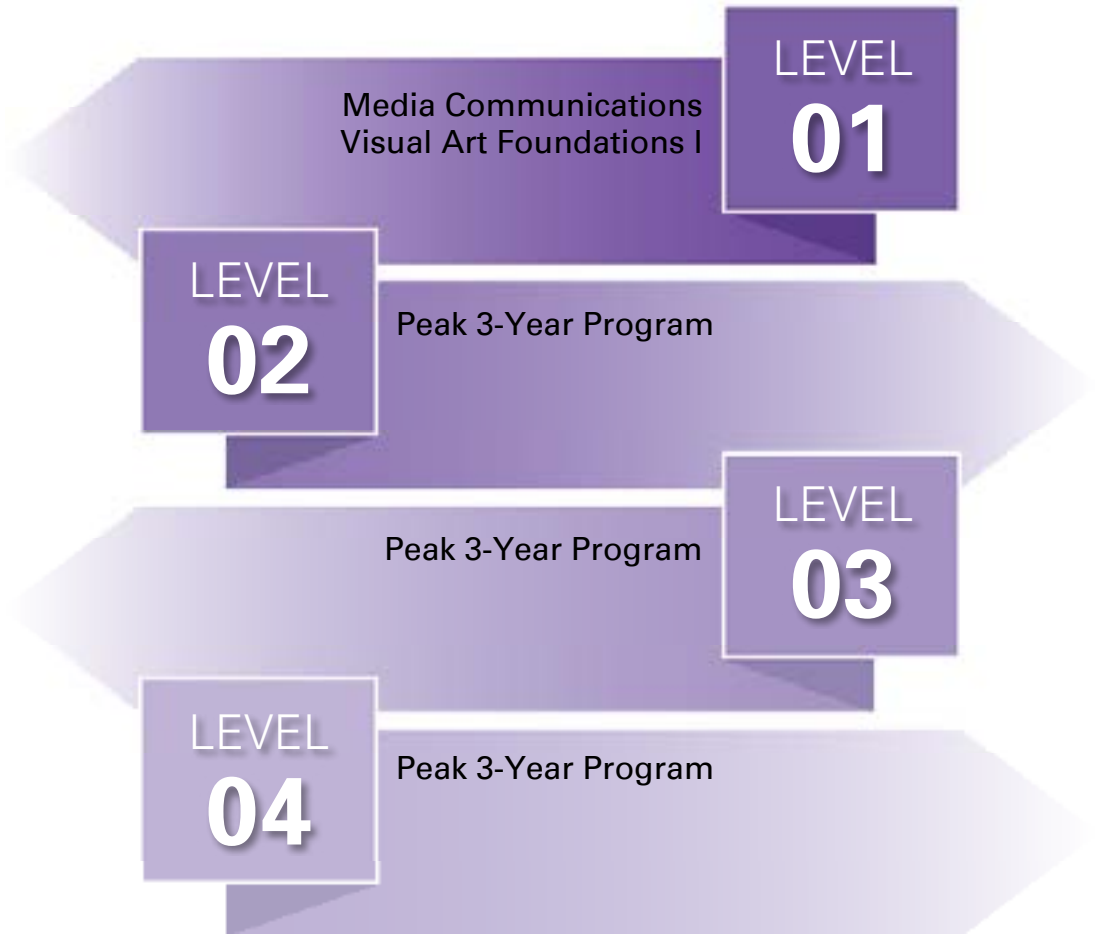 LEVEL
01
Media Communications
Visual Art Foundations I
LEVEL
02
Peak 3-Year Program
LEVEL
03
Peak 3-Year Program
LEVEL
04
Peak 3-Year Program